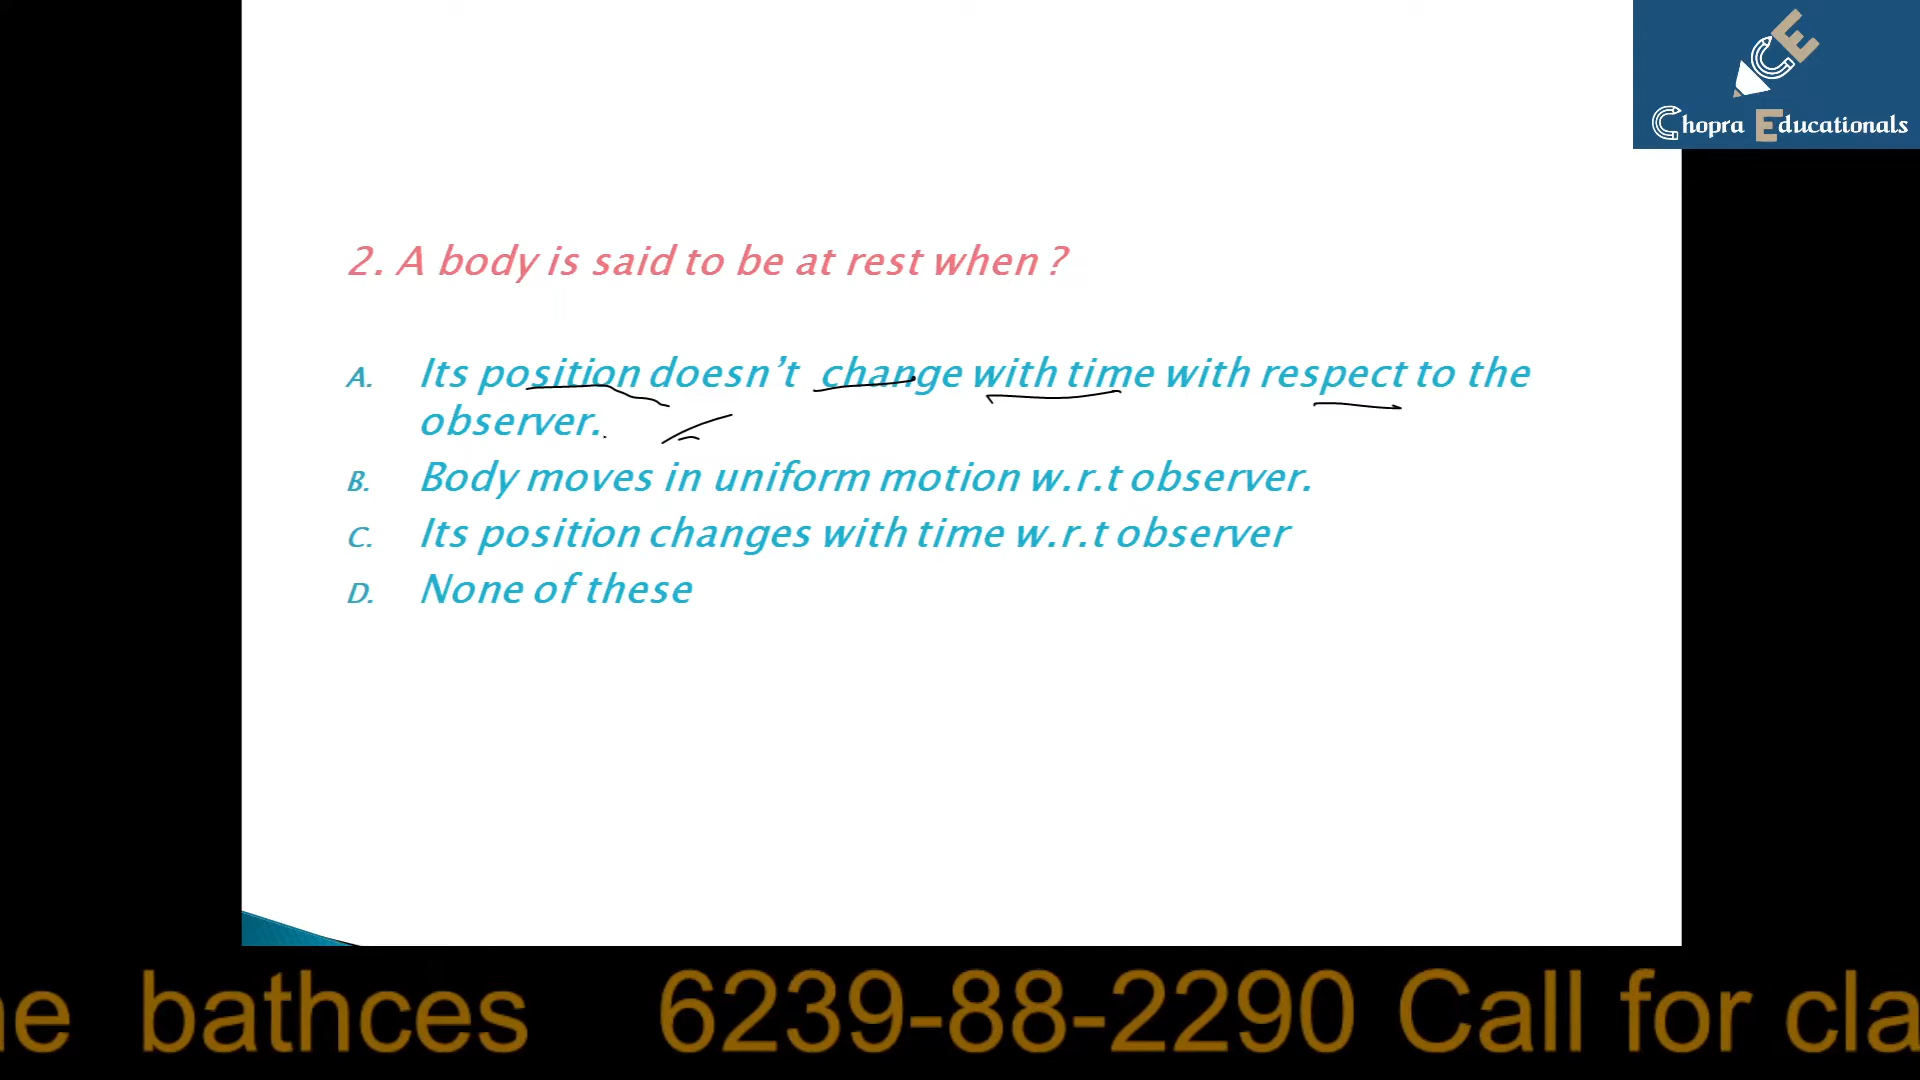 Chopra Educationals
2. A body is said to be at rest when ?
A. Its position doesn't change with time with respect to the
observer.
B. Body moves in uniform motion w.r.t observer.
C. Its position changes with time w.r.t observer
D. None of these
bathces 6239-88-2290 Call for